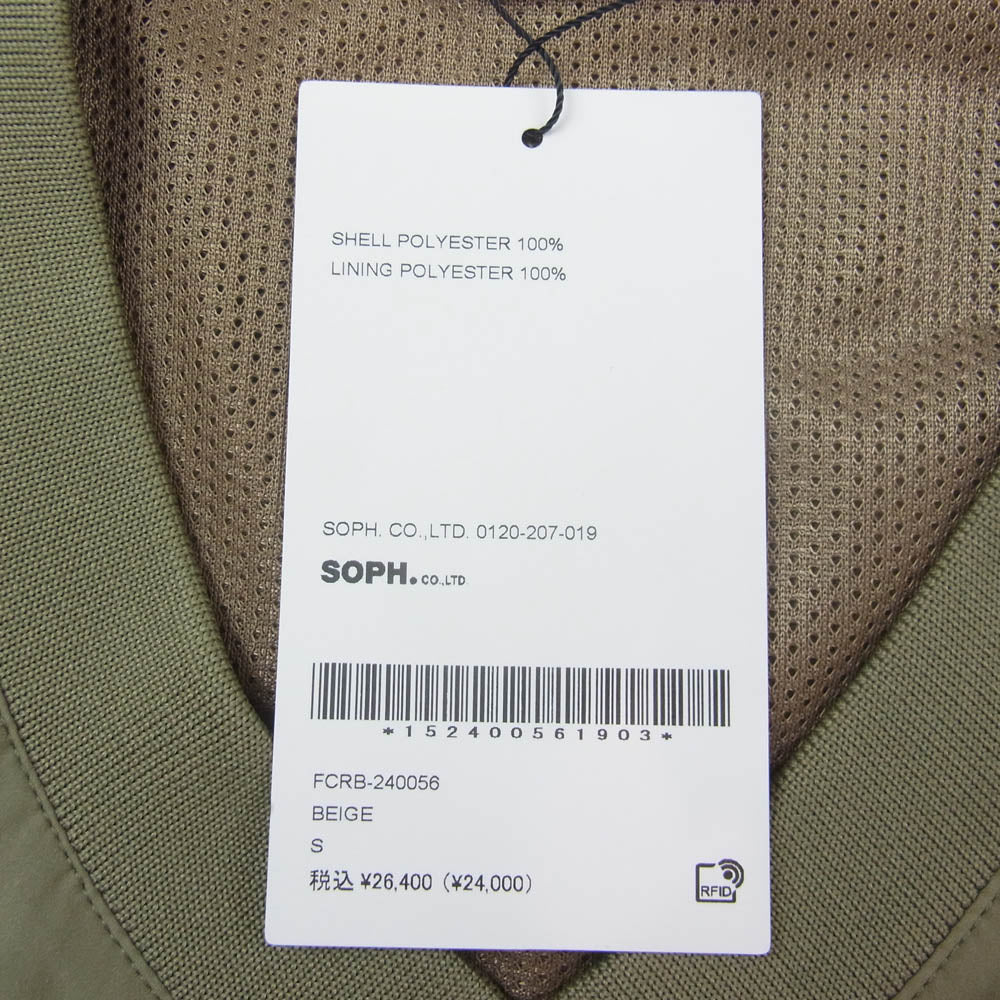 SHELL POLYESTER 100%
LINING POLYESTER 100%
SOPH. CO.,LTD. 0120-207-019
SOPH. CO.,LTD.
*152400561903*
FCRB-240056
BEIGE
S
税込 ¥26,400 (¥24,000)
RFID